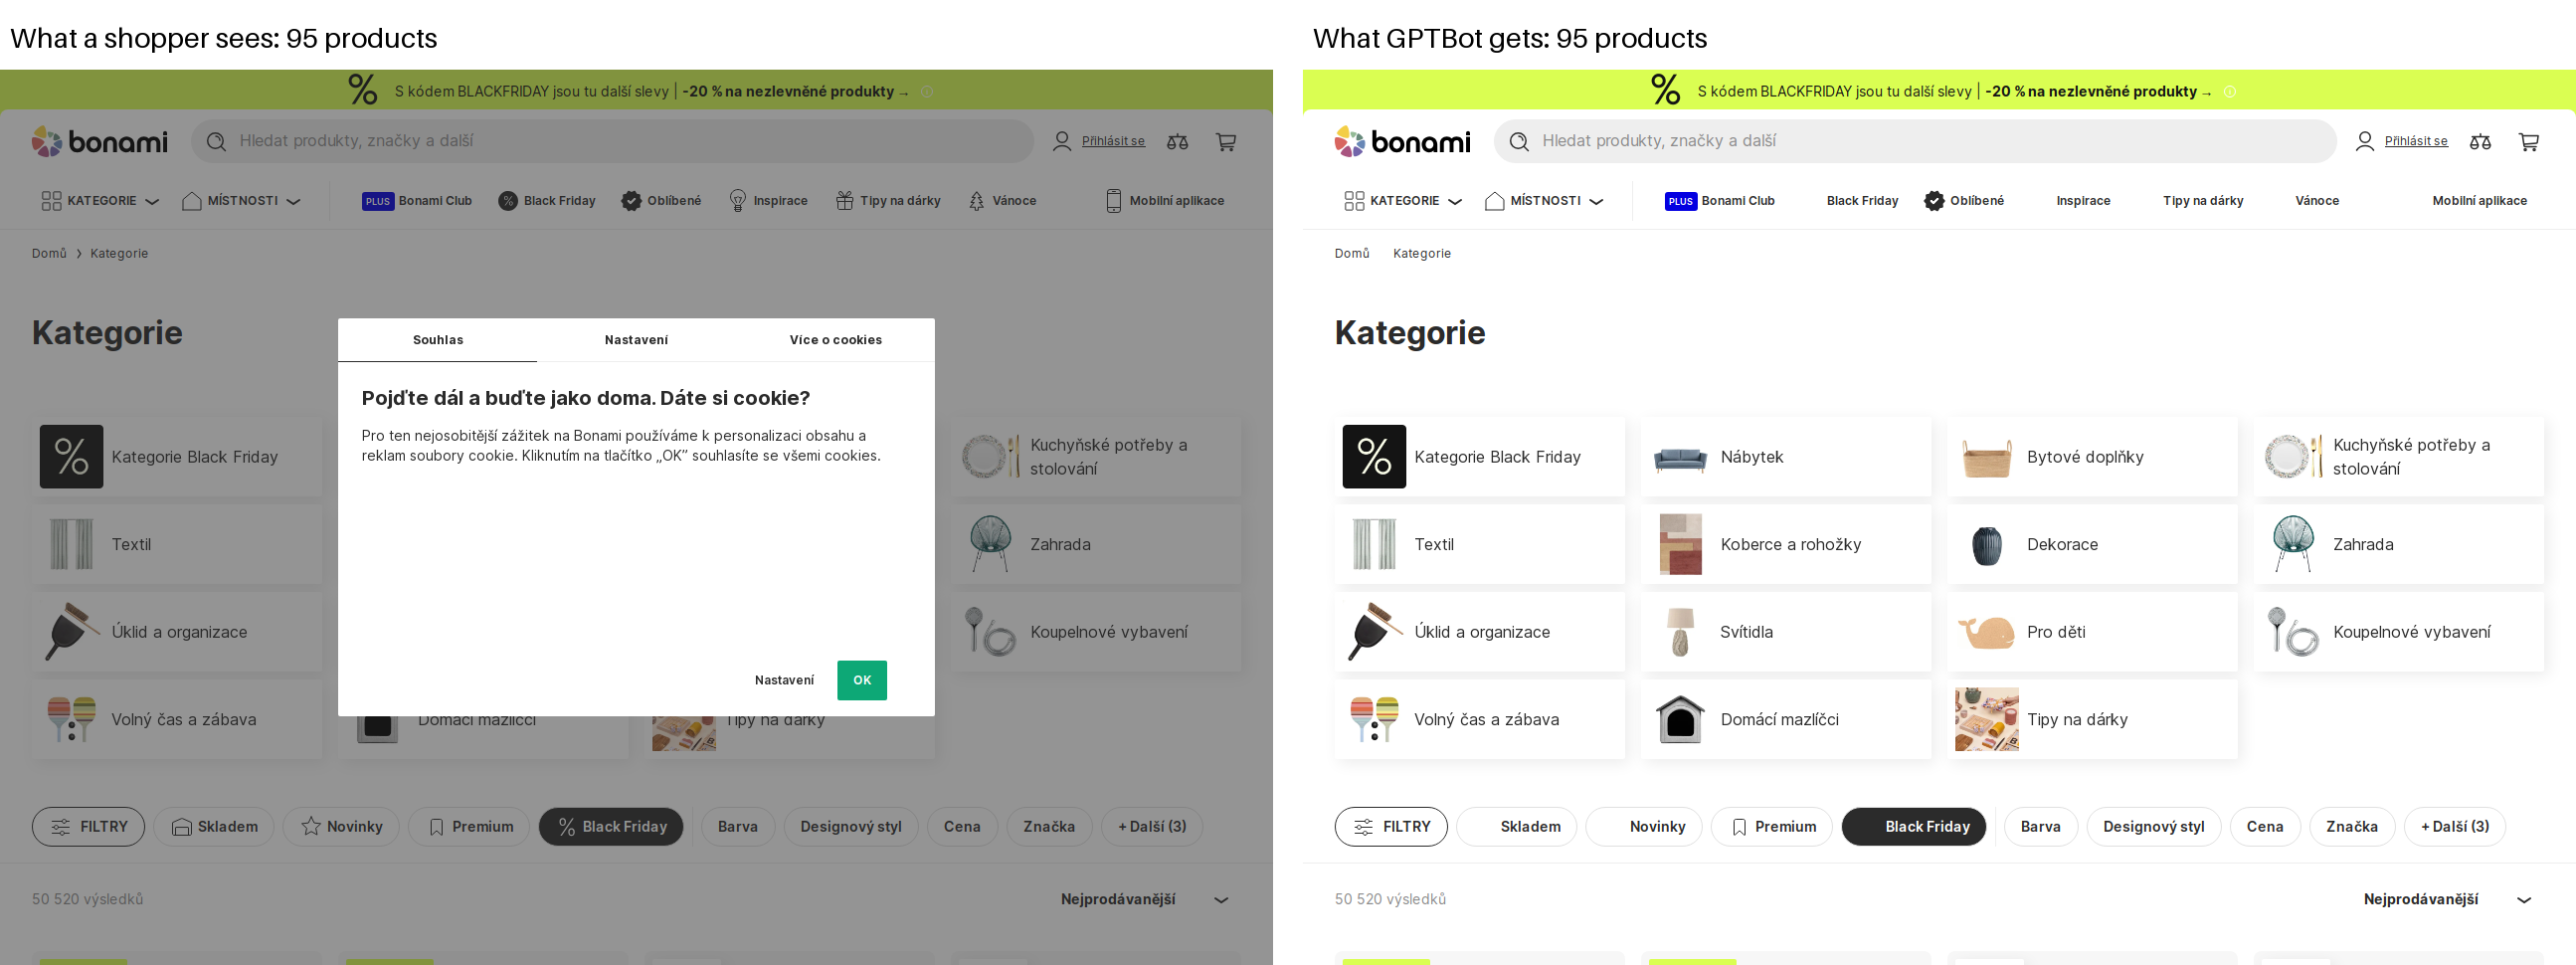 What a shopper sees: 95 products
S kódem BLACKFRIDAY jsou tu další slevy | -20 % na nezlevněné produkty →
bonami
Hledat produkty, značky a další
Přihlásit se
KATEGORIE
MÍSTNOSTI
PLUS Bonami Club
Black Friday
Oblíbené
Inspirace
Tipy na dárky
Vánoce
Mobilní aplikace
Domů
Kategorie
Kategorie
Souhlas
Nastavení
Více o cookies
Pojďte dál a buďte jako doma. Dáte si cookie?
Pro ten nejosobitější zážitek na Bonami používáme k personalizaci obsahu a
reklam soubory cookie. Kliknutím na tlačítko „OK” souhlasíte se všemi cookies.
Nastavení
OK
Kategorie Black Friday
Kuchyňské potřeby a
stolování
Textil
Zahrada
Úklid a organizace
Koupelnové vybavení
Volný čas a zábava
Domácí mazlíčci
Tipy na dárky
FILTRY
Skladem
Novinky
Premium
Black Friday
Barva
Designový styl
Cena
Značka
+ Další (3)
50 520 výsledků
Nejprodávanější
What GPTBot gets: 95 products
S kódem BLACKFRIDAY jsou tu další slevy | -20 % na nezlevněné produkty →
bonami
Hledat produkty, značky a další
Přihlásit se
KATEGORIE
MÍSTNOSTI
PLUS Bonami Club
Black Friday
Oblíbené
Inspirace
Tipy na dárky
Vánoce
Mobilní aplikace
Domů
Kategorie
Kategorie
Kategorie Black Friday
Nábytek
Bytové doplňky
Kuchyňské potřeby a
stolování
Textil
Koberce a rohožky
Dekorace
Zahrada
Úklid a organizace
Svítidla
Pro děti
Koupelnové vybavení
Volný čas a zábava
Domácí mazlíčci
Tipy na dárky
FILTRY
Skladem
Novinky
Premium
Black Friday
Barva
Designový styl
Cena
Značka
+ Další (3)
50 520 výsledků
Nejprodávanější